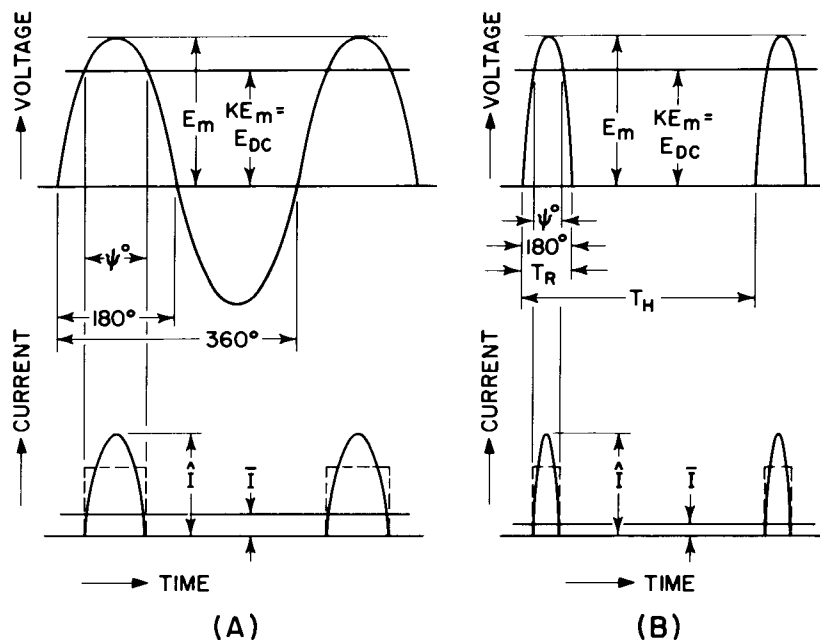 VOLTAGE
E_m
KE_m =
E_DC
ψ°
180°
360°
CURRENT
Î
Ī
TIME
(A)
VOLTAGE
E_m
KE_m =
E_DC
ψ°
180°
T_R
T_H
CURRENT
Î
Ī
TIME
(B)